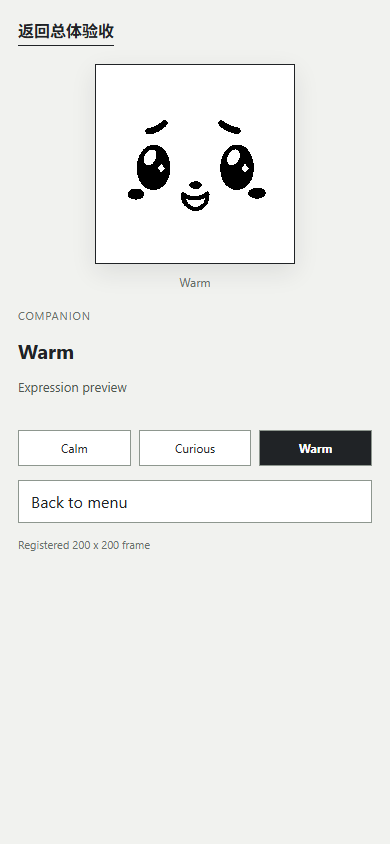 返回总体验收
Warm
COMPANION
Warm
Expression preview
Calm
Curious
Warm
Back to menu
Registered 200 x 200 frame